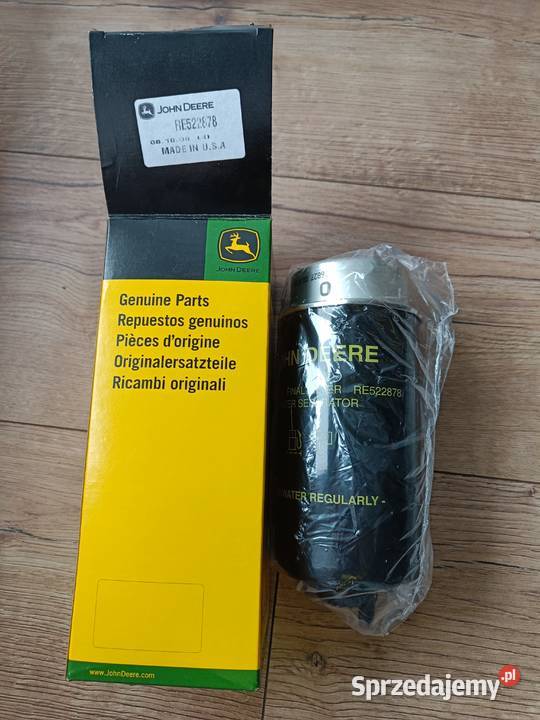 JOHN DEERE
RE522878
MADE IN U.S.A
JOHN DEERE
Genuine Parts
Repuestos genuinos
Pièces d'origine
Originalersatzteile
Ricambi originali
www.JohnDeere.com
O
DEERE
RE522878
WATER REGULARLY -
Sprzedajemy.pl